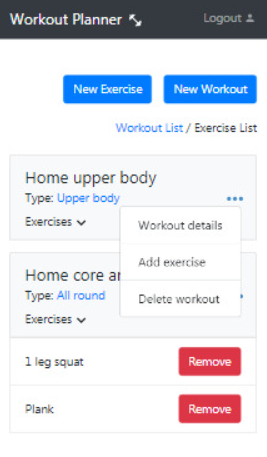 Workout Planner
Logout
New Exercise
New Workout
Workout List / Exercise List
Home upper body
Type: Upper body
Exercises
Workout details
Add exercise
Delete workout
Home core
Type: All round
Exercises
1 leg squat
Remove
Plank
Remove